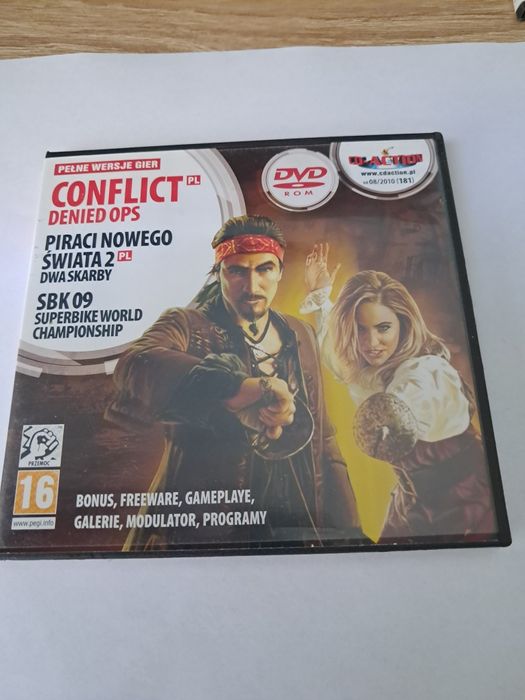 PEŁNE WERSJE GIER
CONFLICT PL
DENIED OPS
PIRACI NOWEGO
ŚWIATA 2 PL
DWA SKARBY
SBK 09
SUPERBIKE WORLD
CHAMPIONSHIP
DVD
ROM
CD-ACTION
www.cdaction.pl
08/2010 (181)
PRZEMOC
16
www.pegi.info
BONUS, FREEWARE, GAMEPLAYE,
GALERIE, MODULATOR, PROGRAMY